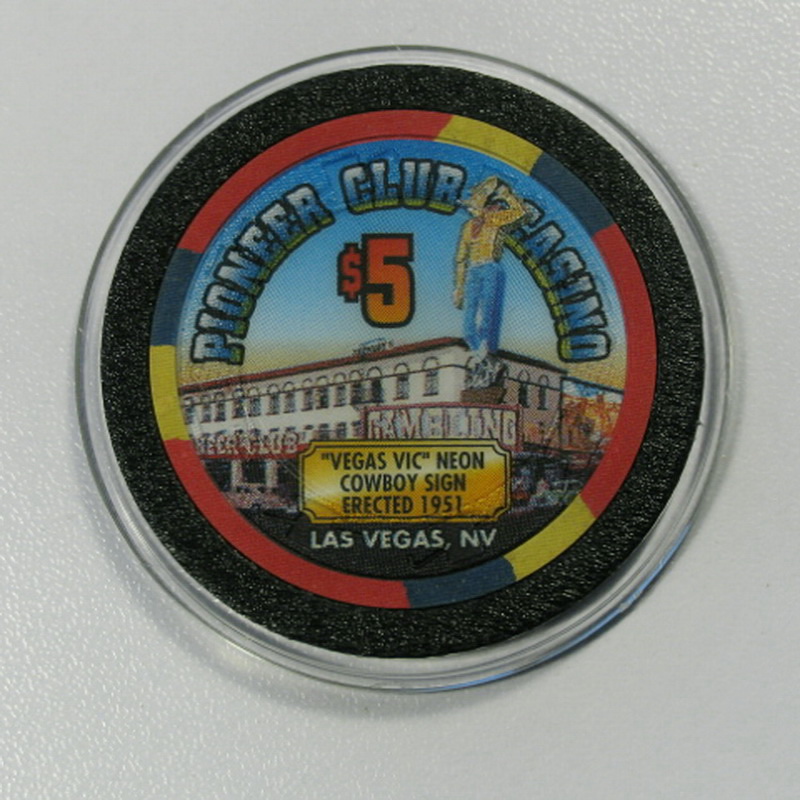 PIONEER CLUB CASINO
$5
GAMBLING
"VEGAS VIC" NEON
COWBOY SIGN
ERECTED 1951
LAS VEGAS, NV